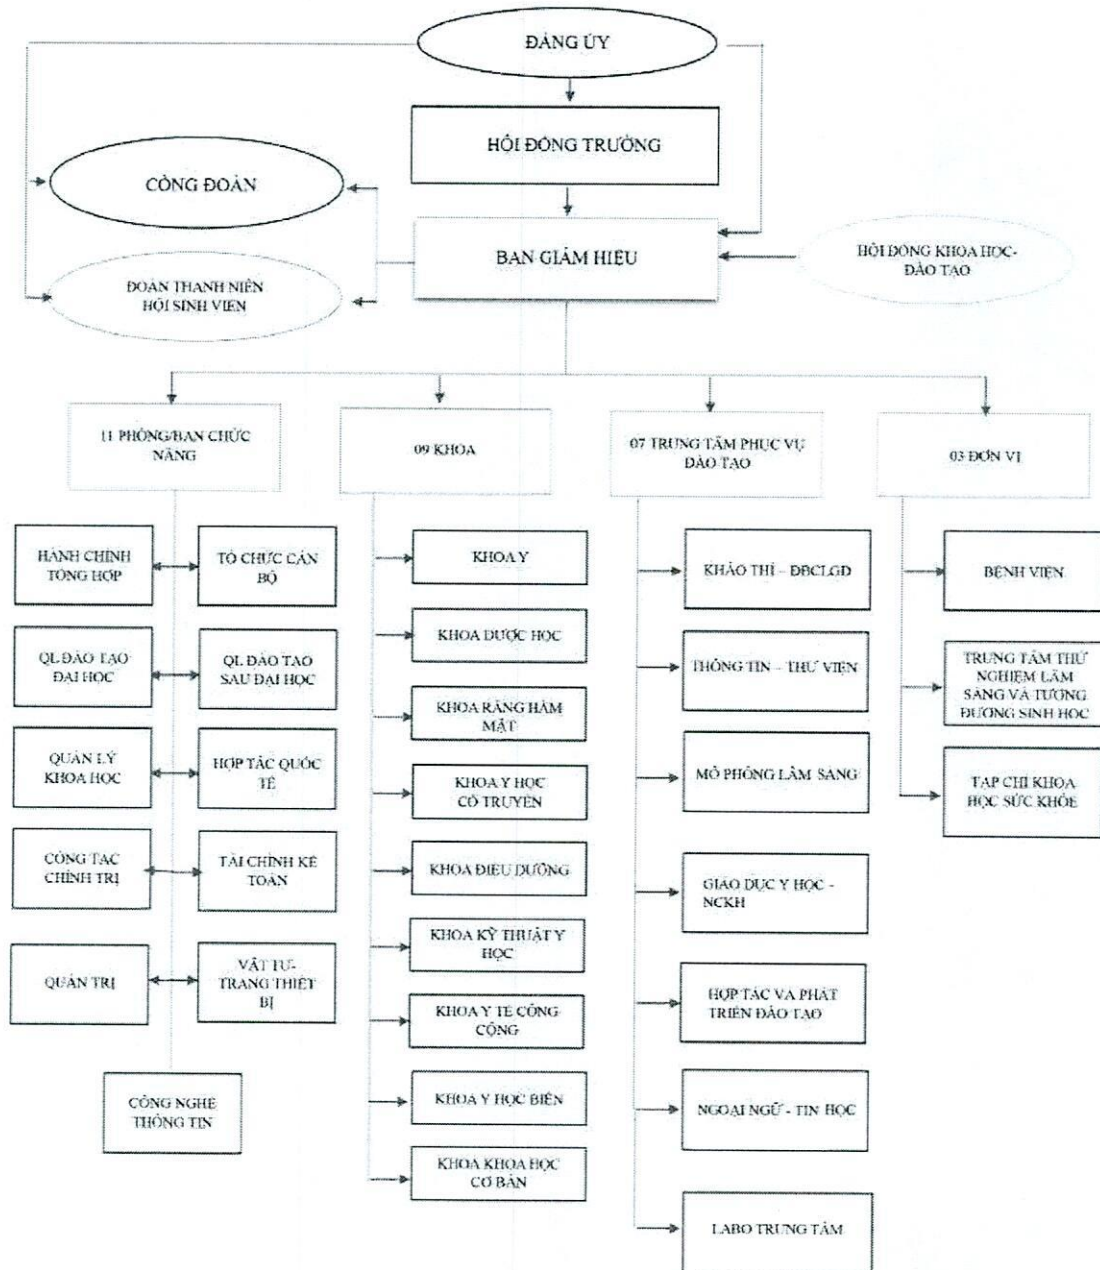 ĐẢNG ỦY
HỘI ĐỒNG TRƯỜNG
CÔNG ĐOÀN
BAN GIÁM HIỆU
HỘI ĐỒNG KHOA HỌC-
ĐÀO TẠO
ĐOÀN THANH NIÊN
HỘI SINH VIÊN
11 PHÒNG/BAN CHỨC
NĂNG
09 KHOA
07 TRUNG TÂM PHỤC VỤ
ĐÀO TẠO
03 ĐƠN VỊ
HÀNH CHÍNH
TỔNG HỢP
TỔ CHỨC CÁN
BỘ
QL ĐÀO TẠO
ĐẠI HỌC
QL ĐÀO TẠO
SAU ĐẠI HỌC
QUẢN LÝ
KHOA HỌC
HỢP TÁC QUỐC
TẾ
CÔNG TÁC
CHÍNH TRỊ
TÀI CHÍNH KẾ
TOÁN
QUẢN TRỊ
VẬT TƯ-
TRANG THIẾT
BỊ
CÔNG NGHỆ
THÔNG TIN
KHOA Y
KHOA DƯỢC HỌC
KHOA RĂNG HÀM
MẶT
KHOA Y HỌC
CỔ TRUYỀN
KHOA ĐIỀU DƯỠNG
KHOA KỸ THUẬT Y
HỌC
KHOA Y TẾ CÔNG
CỘNG
KHOA Y HỌC BIỂN
KHOA KHOA HỌC
CƠ BẢN
KHẢO THÍ – ĐBCLGD
THÔNG TIN – THƯ VIỆN
MÔ PHỎNG LÂM SÀNG
GIÁO DỤC Y HỌC -
NCKH
HỢP TÁC VÀ PHÁT
TRIỂN ĐÀO TẠO
NGOẠI NGỮ - TIN HỌC
LABO TRUNG TÂM
BỆNH VIỆN
TRUNG TÂM THỬ
NGHIỆM LÂM
SÀNG VÀ TƯƠNG
ĐƯƠNG SINH HỌC
TẠP CHÍ KHOA
HỌC SỨC KHỎE